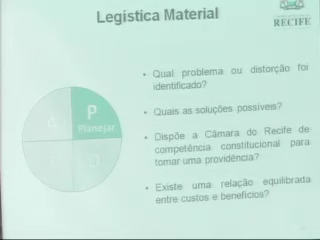 Legística Material
RECIFE
• Qual problema ou distorção foi
identificado?
• Quais as soluções possíveis?
• Dispõe a Câmara do Recife de
competência constitucional para
tomar uma providência?
• Existe uma relação equilibrada
entre custos e benefícios?
A
P
Planejar